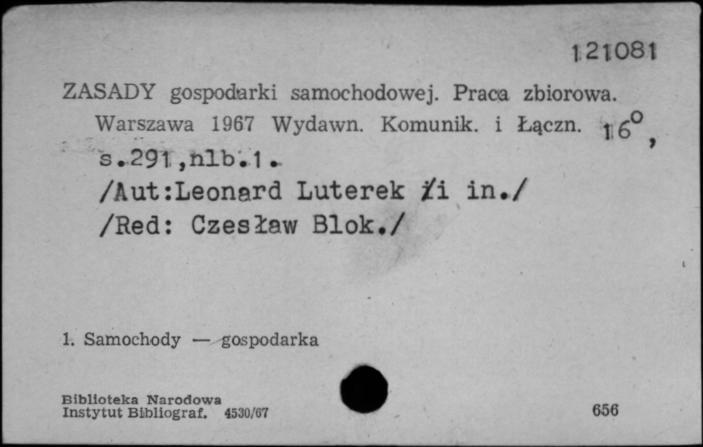 121081
ZASADY gospodarki samochodowej. Praca zbiorowa.
Warszawa 1967 Wydawn. Komunik. i Łączn. 16°,
s.291,nlb.1.
/Aut:Leonard Luterek i in./
/Red: Czesław Blok./
1. Samochody — gospodarka
Biblioteka Narodowa
Instytut Bibliograf. 4530/67
656